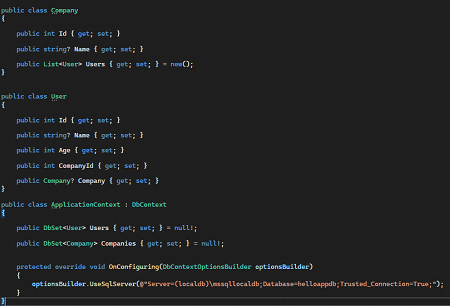 public class Company
{
public int Id { get; set; }
public string? Name { get; set; }
public List<User> Users { get; set; } = new();
}
public class User
{
public int Id { get; set; }
public string? Name { get; set; }
public int Age { get; set; }
public int CompanyId { get; set; }
public Company? Company { get; set; }
}
public class ApplicationContext : DbContext
{
public DbSet<User> Users { get; set; } = null!;
public DbSet<Company> Companies { get; set; } = null!;
protected override void OnConfiguring(DbContextOptionsBuilder optionsBuilder)
{
optionsBuilder.UseSqlServer(@"Server=(localdb)\mssqllocaldb;Database=helloappdb;Trusted_Connection=True;");
}
}